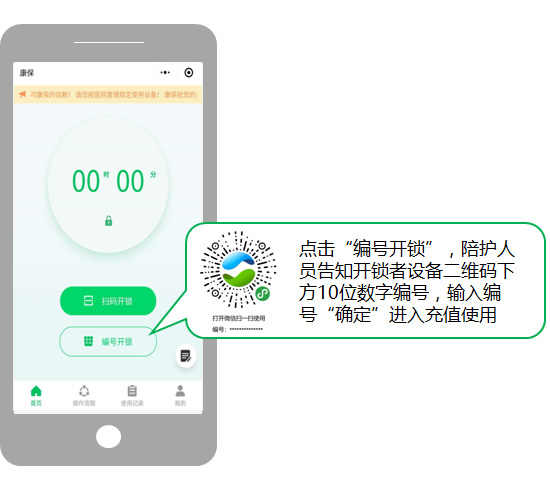 康保
对康保的信赖! 请您按医院管理规定使用设备! 康保祝您的
00时00分
扫码开锁
编号开锁
首页
操作流程
使用记录
我的
打开微信扫一扫使用
编号: **************
点击“编号开锁”,陪护人
员告知开锁者设备二维码下
方10位数字编号,输入编
号“确定”进入充值使用